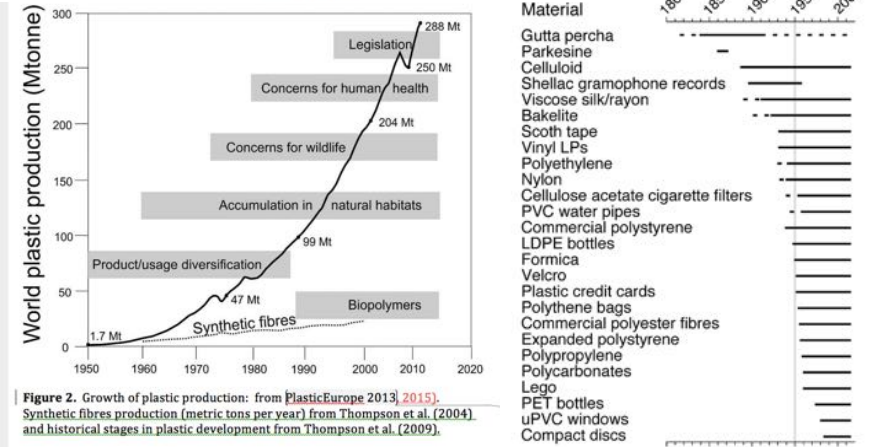 World plastic production (Mtonne)
300
250
200
150
100
50
0
288 Mt
Legislation
250 Mt
Concerns for human health
204 Mt
Concerns for wildlife
Accumulation in natural habitats
99 Mt
Product/usage diversification
47 Mt
Biopolymers
Synthetic fibres
1.7 Mt
1950 1960 1970 1980 1990 2000 2010 2020
Figure 2. Growth of plastic production: from PlasticEurope 2013, 2015).
Synthetic fibres production (metric tons per year) from Thompson et al. (2004)
and historical stages in plastic development from Thompson et al. (2009).
Material
Gutta percha
Parkesine
Celluloid
Shellac gramophone records
Viscose silk/rayon
Bakelite
Scoth tape
Vinyl LPs
Polyethylene
Nylon
Cellulose acetate cigarette filters
PVC water pipes
Commercial polystyrene
LDPE bottles
Formica
Velcro
Plastic credit cards
Polythene bags
Commercial polyester fibres
Expanded polystyrene
Polypropylene
Polycarbonates
Lego
PET bottles
uPVC windows
Compact discs